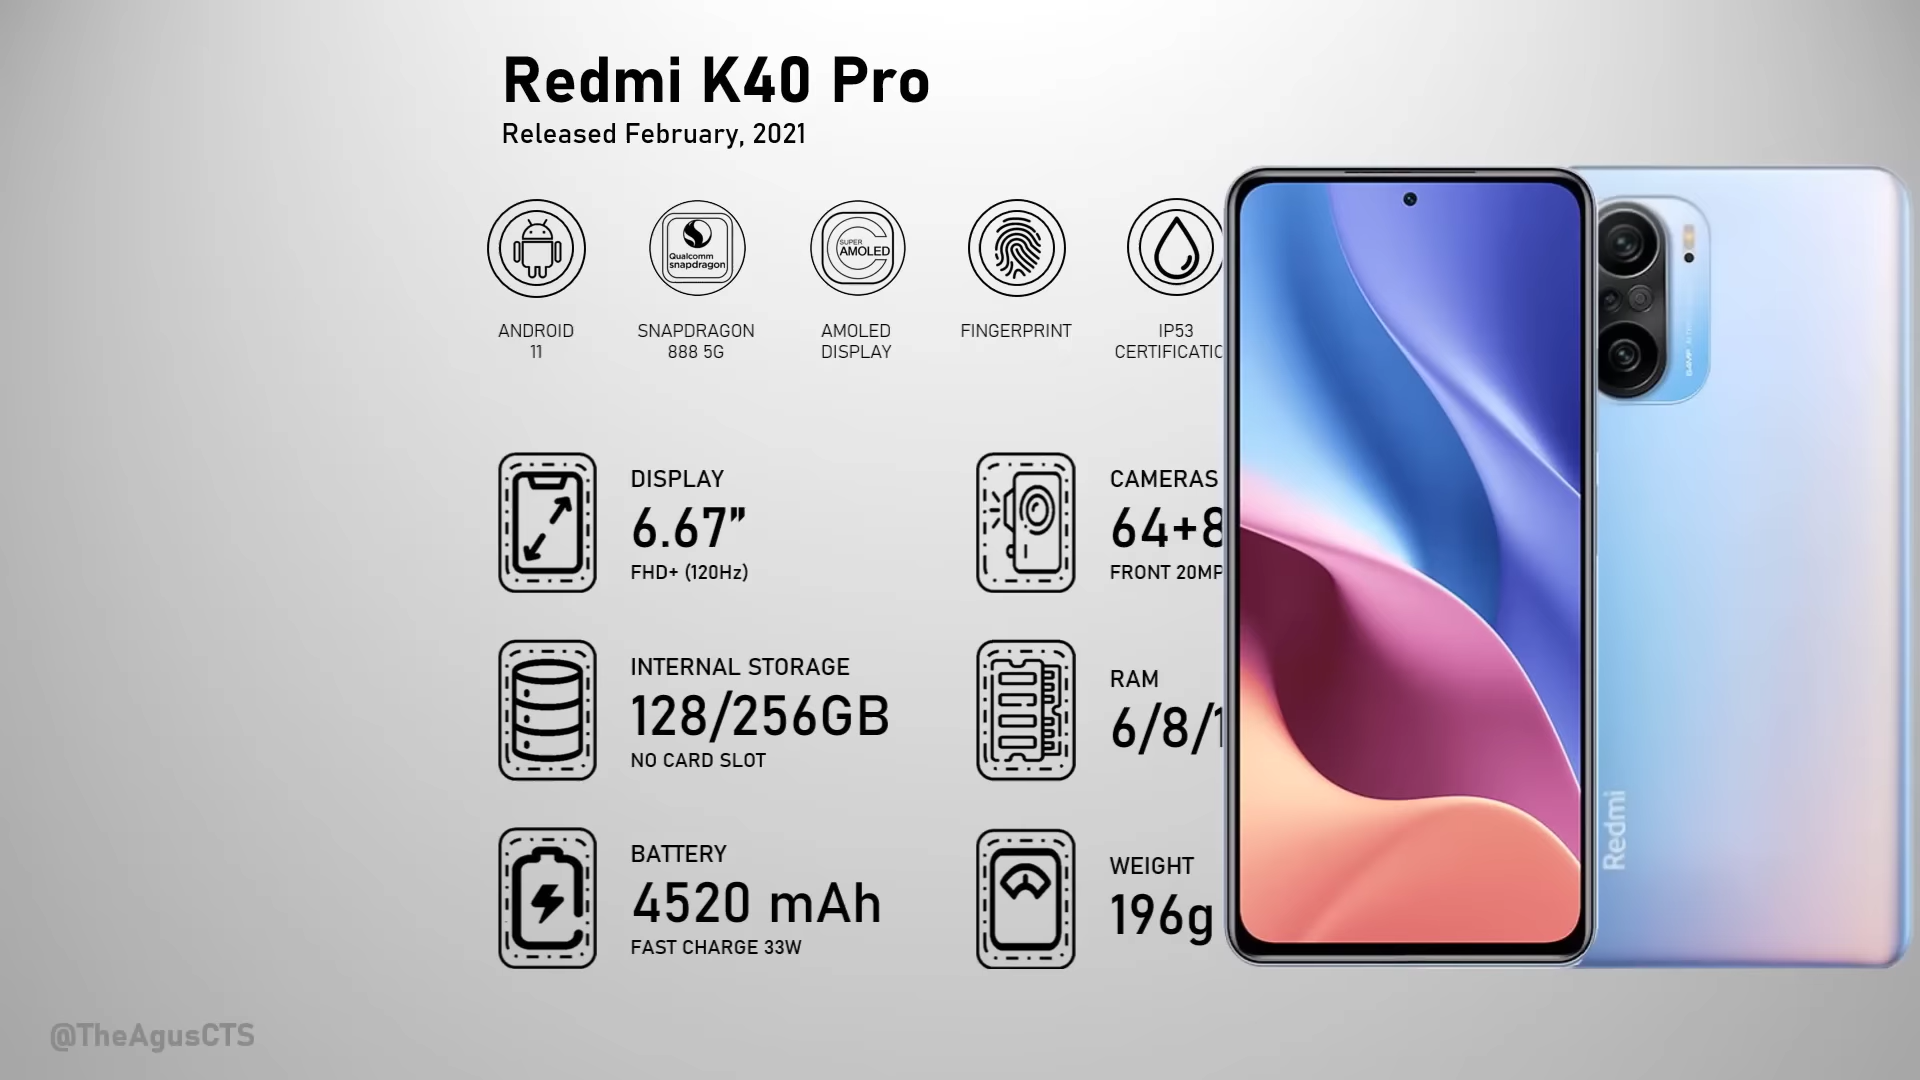 Redmi K40 Pro
Released February, 2021
SUPER
AMOLED
Qualcomm
snapdragon
ANDROID
11
SNAPDRAGON
888 5G
AMOLED
DISPLAY
FINGERPRINT
IP53
CERTIFICATIO
DISPLAY
6.67”
FHD+ (120Hz)
CAMERAS
64+8
FRONT 20MP
INTERNAL STORAGE
128/256GB
NO CARD SLOT
RAM
6/8/1
BATTERY
4520 mAh
FAST CHARGE 33W
WEIGHT
196g
Redmi
@TheAgusCTS